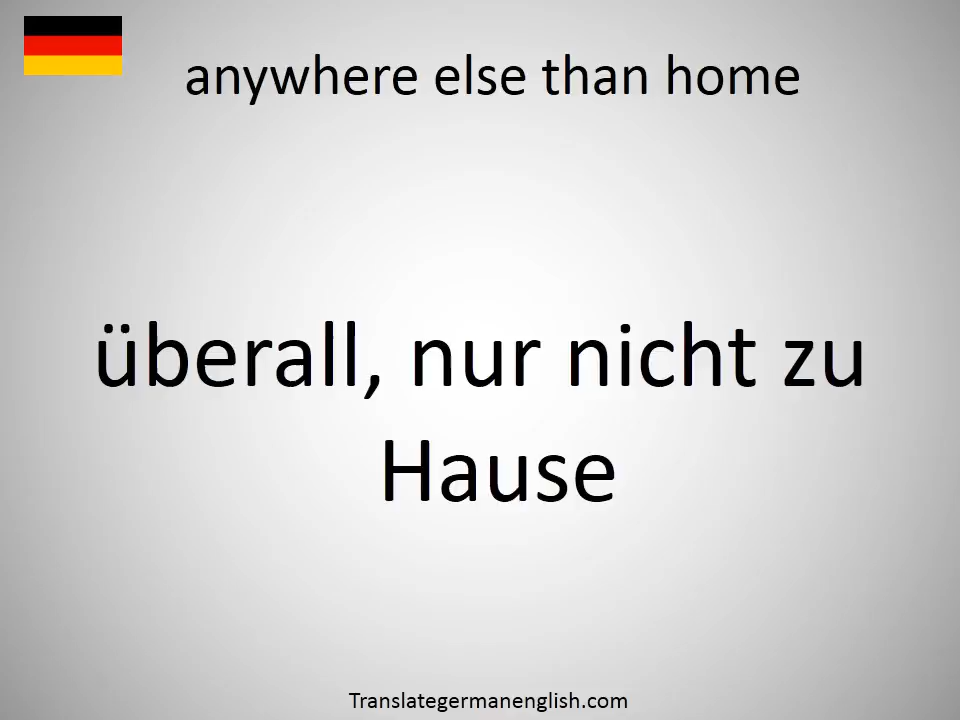 anywhere else than home
überall, nur nicht zu
Hause
Translategermanenglish.com